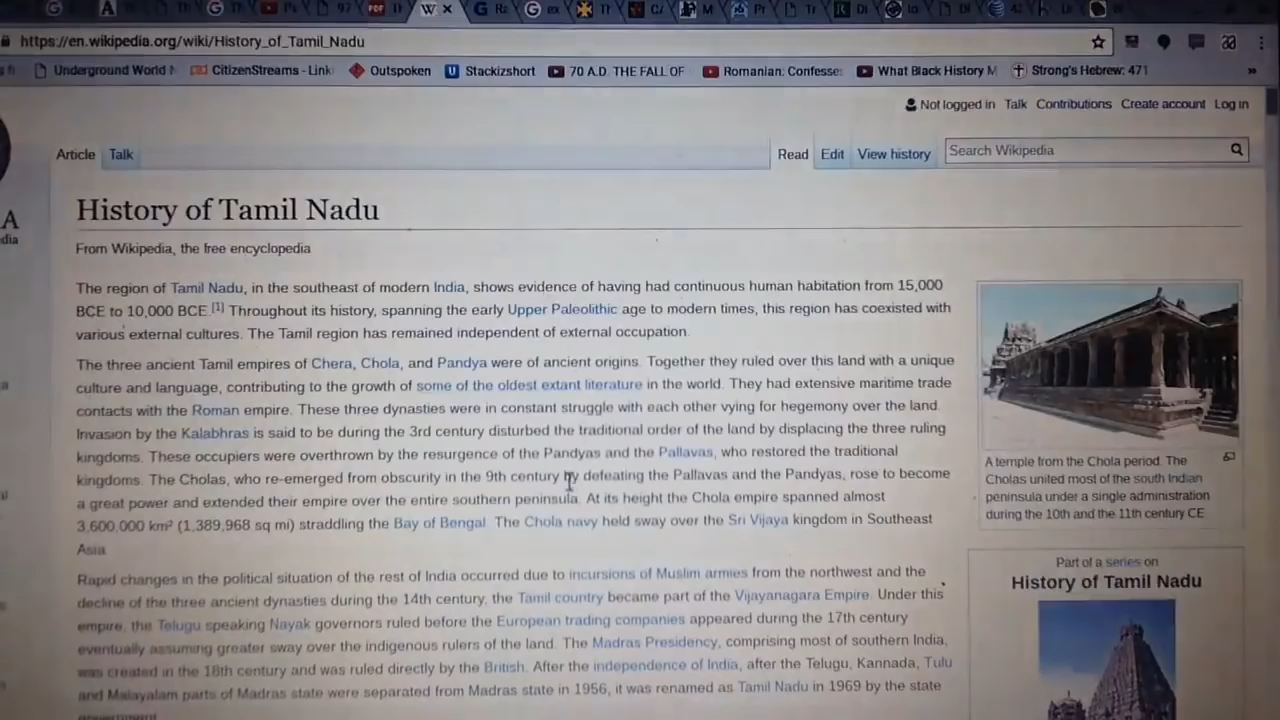 https://en.wikipedia.org/wiki/History_of_Tamil_Nadu
Underground World
CitizenStreams - Link
Outspoken
Stackizshort
70 A.D. THE FALL OF
Romanian: Confesse
What Black History M
Strong's Hebrew: 471
Not logged in Talk Contributions Create account Log in
Article Talk
Read Edit View history
Search Wikipedia
History of Tamil Nadu
From Wikipedia, the free encyclopedia
The region of Tamil Nadu, in the southeast of modern India, shows evidence of having had continuous human habitation from 15,000
BCE to 10,000 BCE.[1] Throughout its history, spanning the early Upper Paleolithic age to modern times, this region has coexisted with
various external cultures. The Tamil region has remained independent of external occupation.
The three ancient Tamil empires of Chera, Chola, and Pandya were of ancient origins. Together they ruled over this land with a unique
culture and language, contributing to the growth of some of the oldest extant literature in the world. They had extensive maritime trade
contacts with the Roman empire. These three dynasties were in constant struggle with each other vying for hegemony over the land.
Invasion by the Kalabhras is said to be during the 3rd century disturbed the traditional order of the land by displacing the three ruling
kingdoms. These occupiers were overthrown by the resurgence of the Pandyas and the Pallavas, who restored the traditional
kingdoms. The Cholas, who re-emerged from obscurity in the 9th century by defeating the Pallavas and the Pandyas, rose to become
a great power and extended their empire over the entire southern peninsula. At its height the Chola empire spanned almost
3,600,000 km² (1,389,968 sq mi) straddling the Bay of Bengal. The Chola navy held sway over the Sri Vijaya kingdom in Southeast
Asia.
Rapid changes in the political situation of the rest of India occurred due to incursions of Muslim armies from the northwest and the
decline of the three ancient dynasties during the 14th century, the Tamil country became part of the Vijayanagara Empire. Under this
empire, the Telugu speaking Nayak governors ruled before the European trading companies appeared during the 17th century
eventually assuming greater sway over the indigenous rulers of the land. The Madras Presidency, comprising most of southern India,
was created in the 18th century and was ruled directly by the British. After the independence of India, after the Telugu, Kannada, Tulu
and Malayalam parts of Madras state were separated from Madras state in 1956, it was renamed as Tamil Nadu in 1969 by the state
government.
A temple from the Chola period. The
Cholas united most of the south Indian
peninsula under a single administration
during the 10th and the 11th century CE
Part of a series on
History of Tamil Nadu